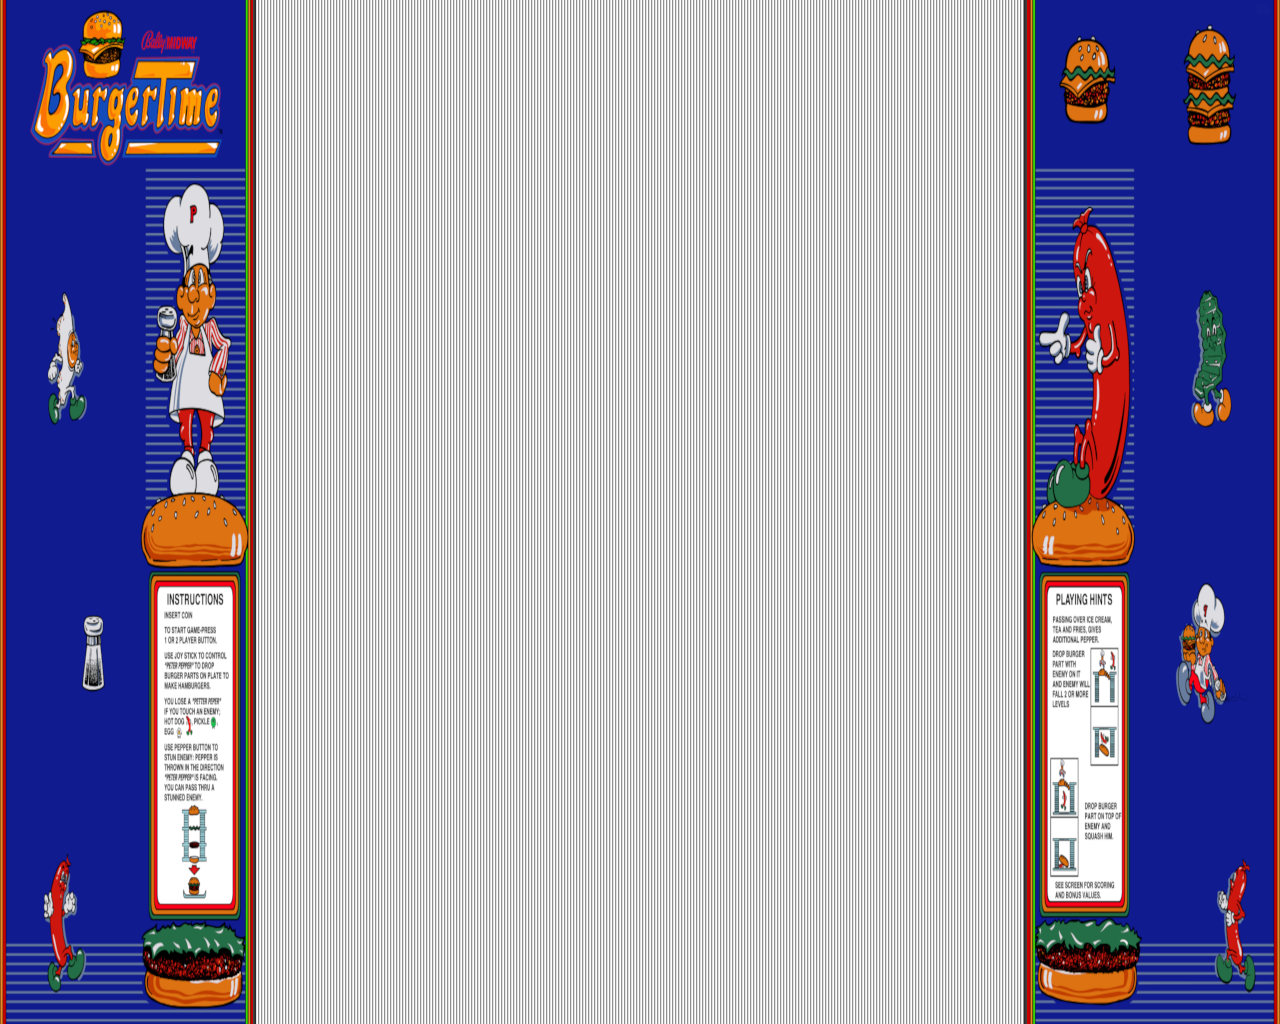 Bally MIDWAY
BurgerTime
P
INSTRUCTIONS
INSERT COIN
TO START GAME-PRESS
1 OR 2 PLAYER BUTTON.
USE JOY STICK TO CONTROL
"PETER PEPPER" TO DROP
BURGER PARTS ON PLATE TO
MAKE HAMBURGERS.
YOU LOSE A "PETTER PEPER"
IF YOU TOUCH AN ENEMY;
HOT DOG , PICKLE ,
EGG
USE PEPPER BUTTON TO
STUN ENEMY: PEPPER IS
THROWN IN THE DIRECTION
"PETER PEPPER" IS FACING.
YOU CAN PASS THRU A
STUNNED ENEMY.
PLAYING HINTS
PASSING OVER ICE CREAM,
TEA AND FRIES, GIVES
ADDITIONAL PEPPER.
DROP BURGER
PART WITH
ENEMY ON IT
AND ENEMY WILL
FALL 2 OR MORE
LEVELS
DROP BURGER
PART ON TOP OF
ENEMY AND
SQUASH HIM.
SEE SCREEN FOR SCORING
AND BONUS VALUES.